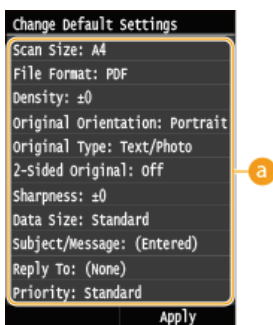 Change Default Settings
Scan Size: A4
File Format: PDF
Density: ±0
Original Orientation: Portrait
Original Type: Text/Photo
2-Sided Original: Off
Sharpness: ±0
Data Size: Standard
Subject/Message: (Entered)
Reply To: (None)
Priority: Standard
Apply
a